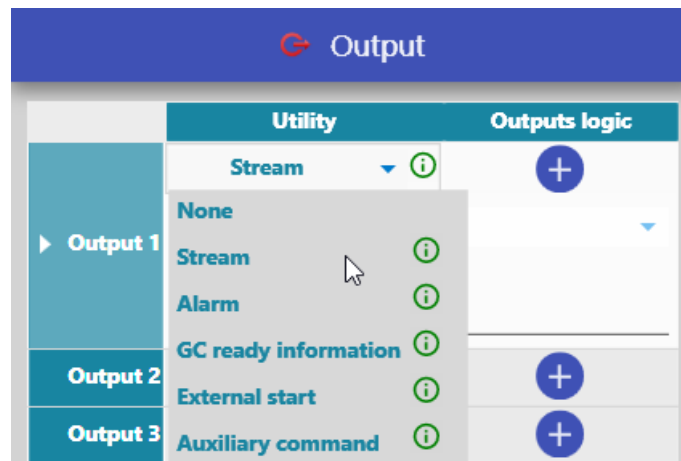 Output
Utility
Outputs logic
Output 1
Stream
None
Stream
Alarm
GC ready information
External start
Auxiliary command
Output 2
Output 3